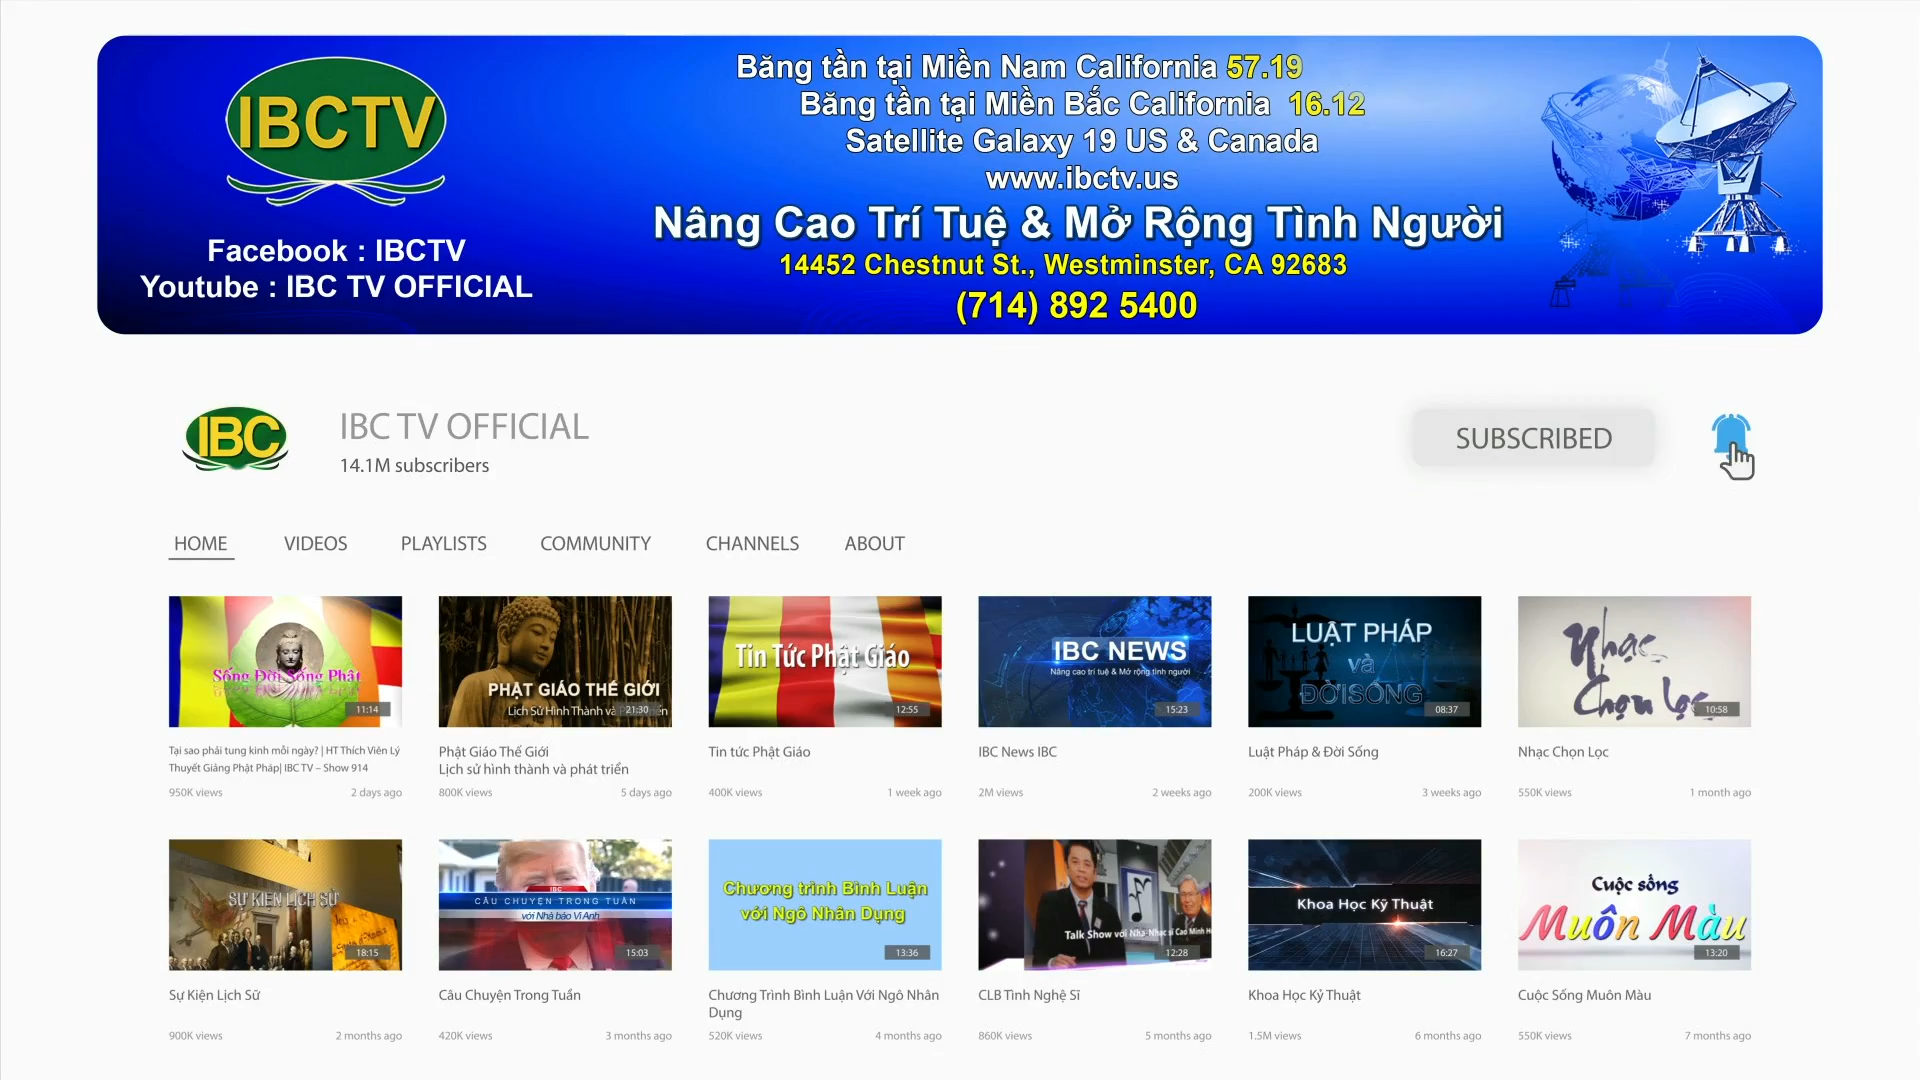 IBCTV
Facebook : IBCTV
Youtube : IBC TV OFFICIAL
Băng tần tại Miền Nam California 57.19
Băng tần tại Miền Bắc California 16.12
Satellite Galaxy 19 US & Canada
www.ibctv.us
Nâng Cao Trí Tuệ & Mở Rộng Tình Người
14452 Chestnut St., Westminster, CA 92683
(714) 892 5400
IBC
IBC TV OFFICIAL
14.1M subscribers
SUBSCRIBED
HOME VIDEOS PLAYLISTS COMMUNITY CHANNELS ABOUT
Sống Đời Sống Phật
11:14
Tại sao phải tung kinh mỗi ngày? | HT Thích Viên Lý
Thuyết Giảng Phật Pháp| IBC TV – Show 914
950K views 2 days ago
PHẬT GIÁO THẾ GIỚI
Lịch Sử Hình Thành và
21:30
Phật Giáo Thế Giới
Lịch sử hình thành và phát triển
800K views 5 days ago
Tin Tức Phật Giáo
12:55
Tin tức Phật Giáo
400K views 1 week ago
IBC NEWS
Nâng cao trí tuệ & Mở rộng tình người
15:23
IBC News IBC
2M views 2 weeks ago
LUẬT PHÁP
và
ĐỜI SỐNG
08:37
Luật Pháp & Đời Sống
200K views 3 weeks ago
Nhạc
Chọn lọc
10:58
Nhạc Chọn Lọc
550K views 1 month ago
SỰ KIỆN LỊCH SỬ
18:15
Sự Kiện Lịch Sữ
900K views 2 months ago
IBC
CÂU CHUYỆN TRONG TUẦN
với Nhà báo Vi Anh
15:03
Câu Chuyện Trong Tuần
420K views 3 months ago
Chương trình Bình Luận
với Ngô Nhân Dụng
13:36
Chương Trình Bình Luận Với Ngô Nhân
Dụng
520K views 4 months ago
Talk Show với Nhà-Nhạc sĩ Cao Minh
12:28
CLB Tình Nghệ Sĩ
860K views 5 months ago
Khoa Học Kỹ Thuật
16:27
Khoa Học Kỷ Thuật
1.5M views 6 months ago
Cuộc sống
Muôn Màu
13:20
Cuộc Sống Muôn Màu
550K views 7 months ago